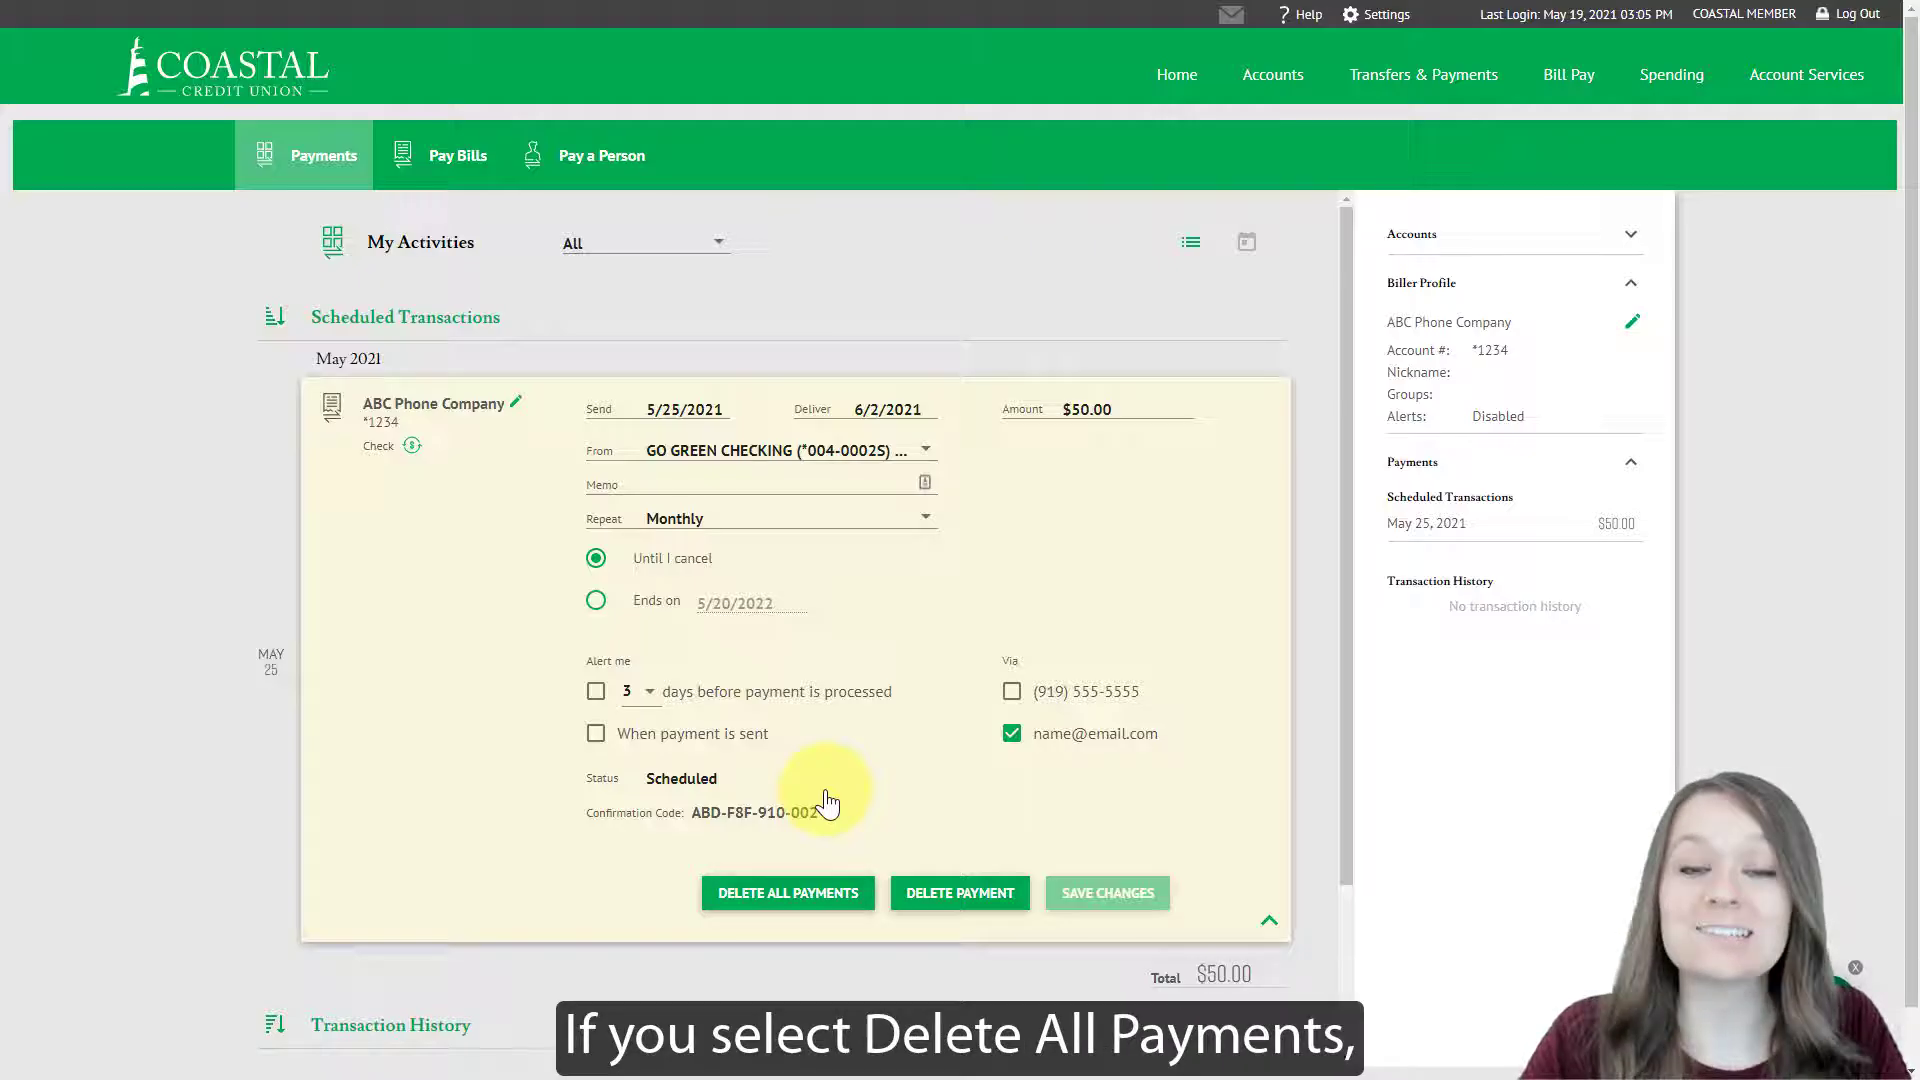 ? Help
Settings
Last Login: May 19, 2021 03:05 PM
COASTAL MEMBER
Log Out
COASTAL
CREDIT UNION
Home
Accounts
Transfers & Payments
Bill Pay
Spending
Account Services
Payments
Pay Bills
Pay a Person
My Activities
All
Scheduled Transactions
May 2021
MAY
25
ABC Phone Company
*1234
Check
Send 5/25/2021
Deliver 6/2/2021
Amount $50.00
From GO GREEN CHECKING (*004-0002S) ...
Memo
Repeat Monthly
Until I cancel
Ends on 5/20/2022
Alert me
Via
3 days before payment is processed
(919) 555-5555
When payment is sent
name@email.com
Status Scheduled
Confirmation Code: ABD-F8F-910-002
DELETE ALL PAYMENTS
DELETE PAYMENT
SAVE CHANGES
Total $50.00
Transaction History
Accounts
Biller Profile
ABC Phone Company
Account #: *1234
Nickname:
Groups:
Alerts: Disabled
Payments
Scheduled Transactions
May 25, 2021 $50.00
Transaction History
No transaction history
X
If you select Delete All Payments,